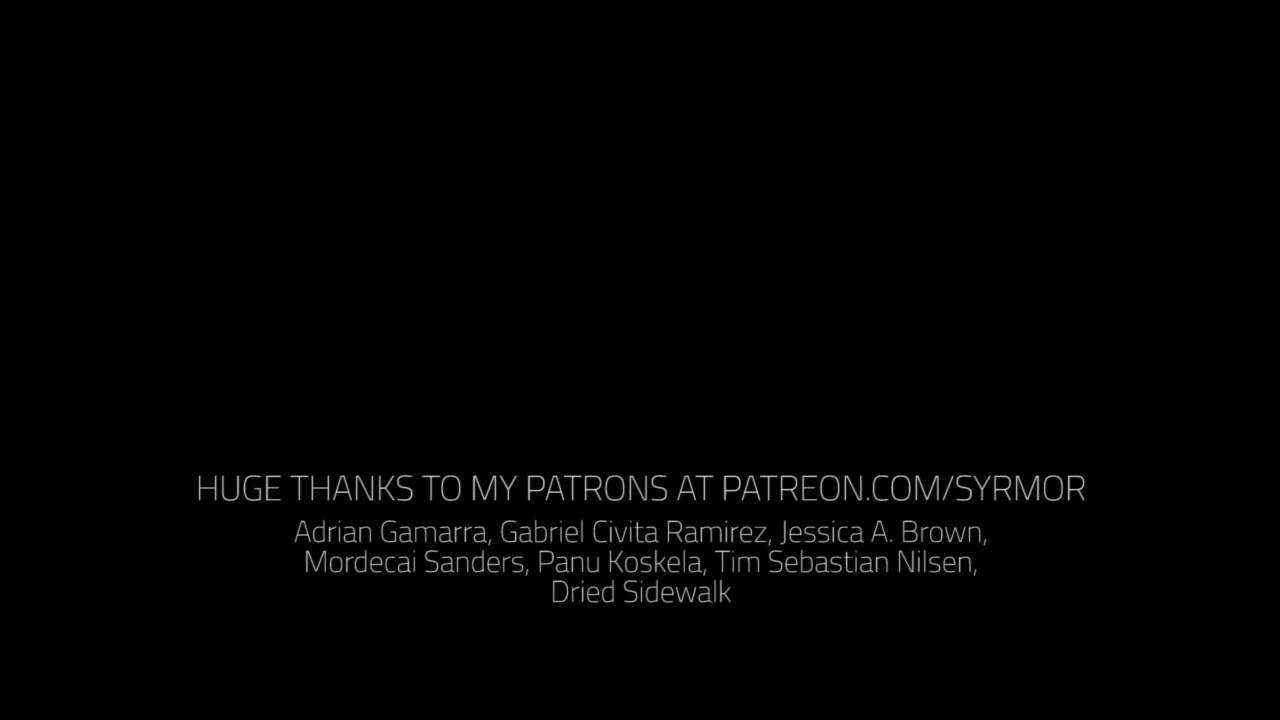 HUGE THANKS TO MY PATRONS AT PATREON.COM/SYRMOR
Adrian Gamarra, Gabriel Civita Ramirez, Jessica A. Brown,
Mordecai Sanders, Panu Koskela, Tim Sebastian Nilsen,
Dried Sidewalk